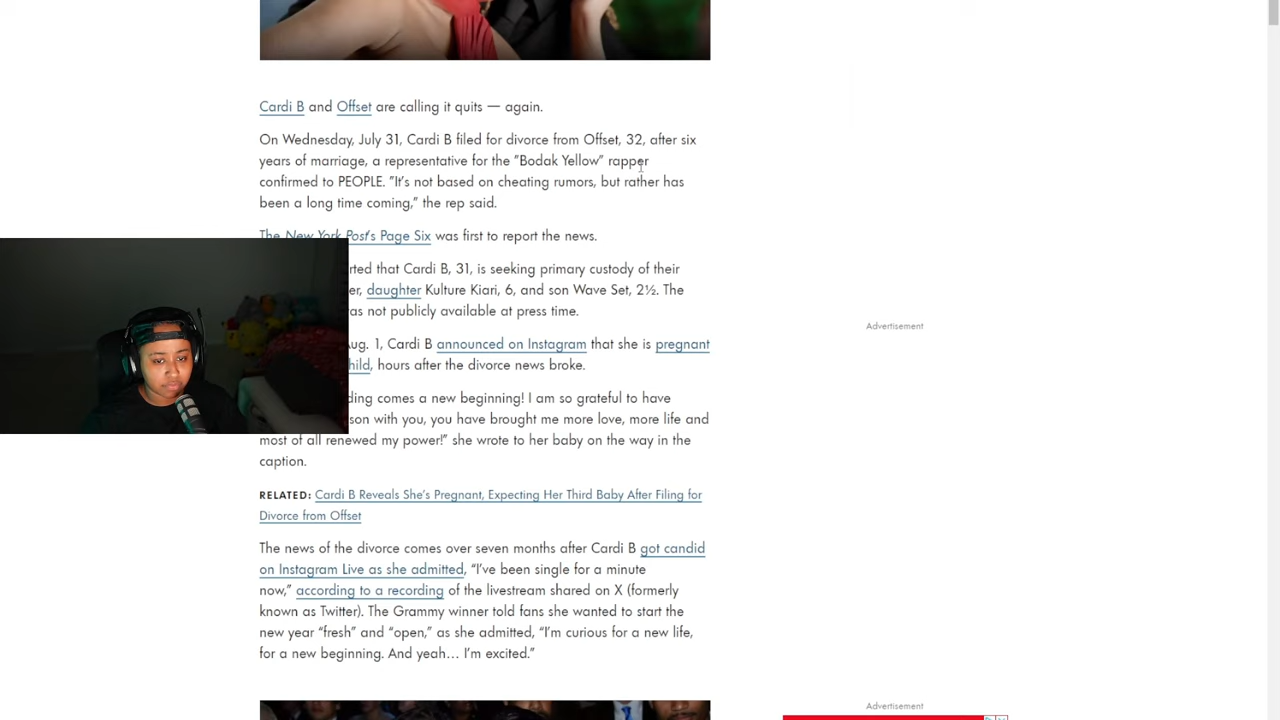 Cardi B and Offset are calling it quits — again.
On Wednesday, July 31, Cardi B filed for divorce from Offset, 32, after six
years of marriage, a representative for the "Bodak Yellow" rapper
confirmed to PEOPLE. "It's not based on cheating rumors, but rather has
been a long time coming," the rep said.
The New York Post's Page Six was first to report the news.
rted that Cardi B, 31, is seeking primary custody of their
er, daughter Kulture Kiari, 6, and son Wave Set, 2½. The
as not publicly available at press time.
Aug. 1, Cardi B announced on Instagram that she is pregnant
hild, hours after the divorce news broke.
ding comes a new beginning! I am so grateful to have
son with you, you have brought me more love, more life and
most of all renewed my power!" she wrote to her baby on the way in the
caption.
RELATED: Cardi B Reveals She's Pregnant, Expecting Her Third Baby After Filing for
Divorce from Offset
The news of the divorce comes over seven months after Cardi B got candid
on Instagram Live as she admitted, "I've been single for a minute
now," according to a recording of the livestream shared on X (formerly
known as Twitter). The Grammy winner told fans she wanted to start the
new year "fresh" and "open," as she admitted, "I'm curious for a new life,
for a new beginning. And yeah… I'm excited."
Advertisement
Advertisement